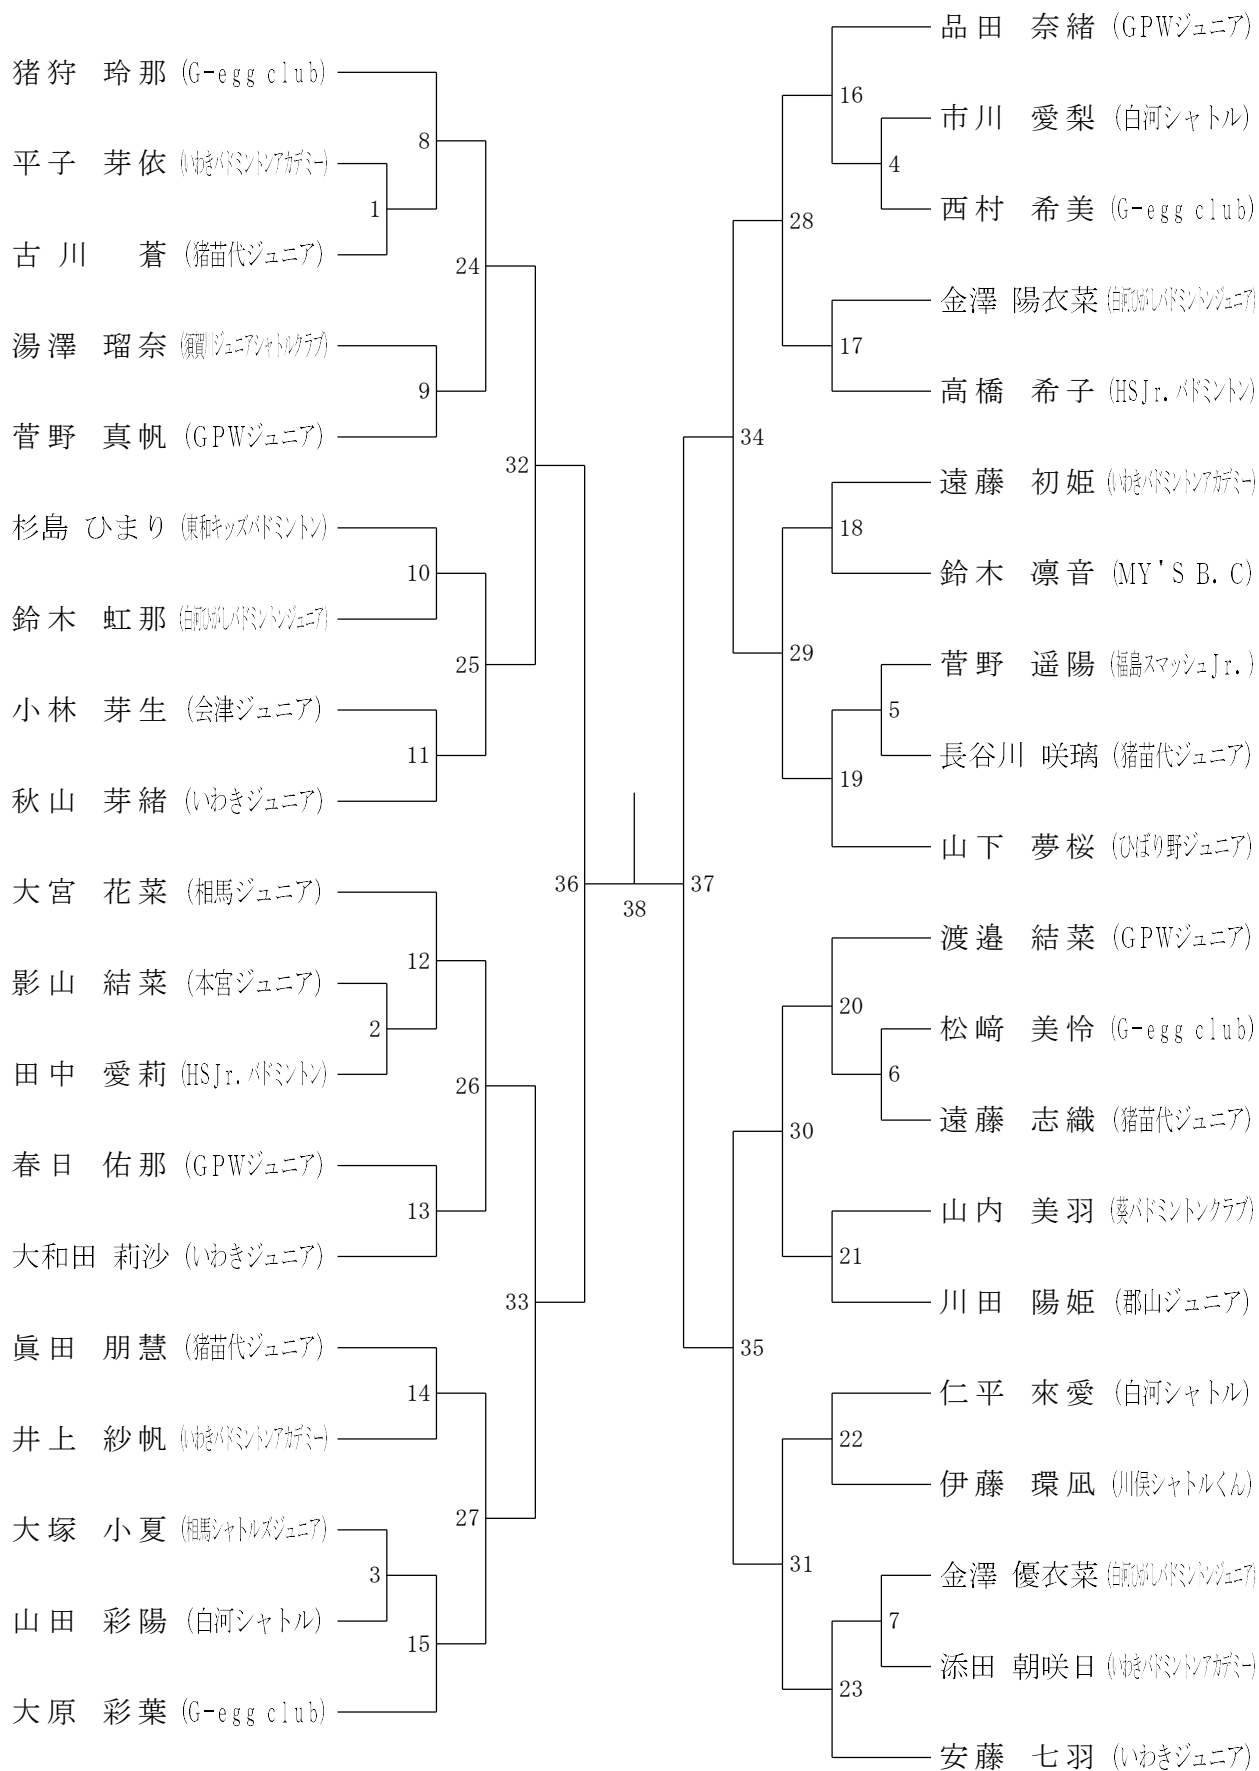 猪狩 玲那 (G-egg club)
平子 芽依 (いわきバドミントンアカデミー)
古川 蒼 (猪苗代ジュニア)
湯澤 瑠奈 (須賀川ジュニアシャトルクラブ)
菅野 真帆 (GPWジュニア)
杉島 ひまり (東和キッズバドミントン)
鈴木 虹那 (白河ひがしバドミントンジュニア)
小林 芽生 (会津ジュニア)
秋山 芽緒 (いわきジュニア)
大宮 花菜 (相馬ジュニア)
影山 結菜 (本宮ジュニア)
田中 愛莉 (HSJr.バドミントン)
春日 佑那 (GPWジュニア)
大和田 莉沙 (いわきジュニア)
眞田 朋慧 (猪苗代ジュニア)
井上 紗帆 (いわきバドミントンアカデミー)
大塚 小夏 (相馬シャトルズジュニア)
山田 彩陽 (白河シャトル)
大原 彩葉 (G-egg club)
1
2
3
8
9
10
11
12
13
14
15
24
25
26
27
32
33
36
38
37
34
35
28
29
30
31
16
17
18
19
20
21
22
23
4
5
6
7
品田 奈緒 (GPWジュニア)
市川 愛梨 (白河シャトル)
西村 希美 (G-egg club)
金澤 陽衣菜 (白河ひがしバドミントンジュニア)
高橋 希子 (HSJr.バドミントン)
遠藤 初姫 (いわきバドミントンアカデミー)
鈴木 凛音 (MY'S B.C)
菅野 遥陽 (福島スマッシュJr.)
長谷川 咲璃 (猪苗代ジュニア)
山下 夢桜 (ひばり野ジュニア)
渡邉 結菜 (GPWジュニア)
松﨑 美怜 (G-egg club)
遠藤 志織 (猪苗代ジュニア)
山内 美羽 (葵バドミントンクラブ)
川田 陽姫 (郡山ジュニア)
仁平 來愛 (白河シャトル)
伊藤 環凪 (川俣シャトルくん)
金澤 優衣菜 (白河ひがしバドミントンジュニア)
添田 朝咲日 (いわきバドミントンアカデミー)
安藤 七羽 (いわきジュニア)